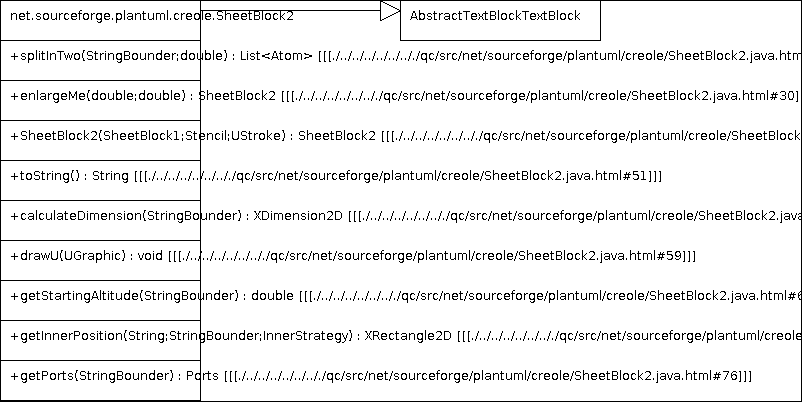 net.sourceforge.plantuml.creole.SheetBlock2
AbstractTextBlockTextBlock
+splitInTwo(StringBounder;double) : List<Atom> [[[./../../../../../../qc/src/net/sourceforge/plantuml/creole/SheetBlock2.java.htm
+enlargeMe(double;double) : SheetBlock2 [[[./../../../../../../qc/src/net/sourceforge/plantuml/creole/SheetBlock2.java.html#30]
+SheetBlock2(SheetBlock1;Stencil;UStroke) : SheetBlock2 [[[./../../../../../../qc/src/net/sourceforge/plantuml/creole/SheetBlock
+toString() : String [[[./../../../../../../qc/src/net/sourceforge/plantuml/creole/SheetBlock2.java.html#51]]]
+calculateDimension(StringBounder) : XDimension2D [[[./../../../../../../qc/src/net/sourceforge/plantuml/creole/SheetBlock2.java
+drawU(UGraphic) : void [[[./../../../../../../qc/src/net/sourceforge/plantuml/creole/SheetBlock2.java.html#59]]]
+getStartingAltitude(StringBounder) : double [[[./../../../../../../qc/src/net/sourceforge/plantuml/creole/SheetBlock2.java.html#6
+getInnerPosition(String;StringBounder;InnerStrategy) : XRectangle2D [[[./../../../../../../qc/src/net/sourceforge/plantuml/creole
+getPorts(StringBounder) : Ports [[[./../../../../../../qc/src/net/sourceforge/plantuml/creole/SheetBlock2.java.html#76]]]